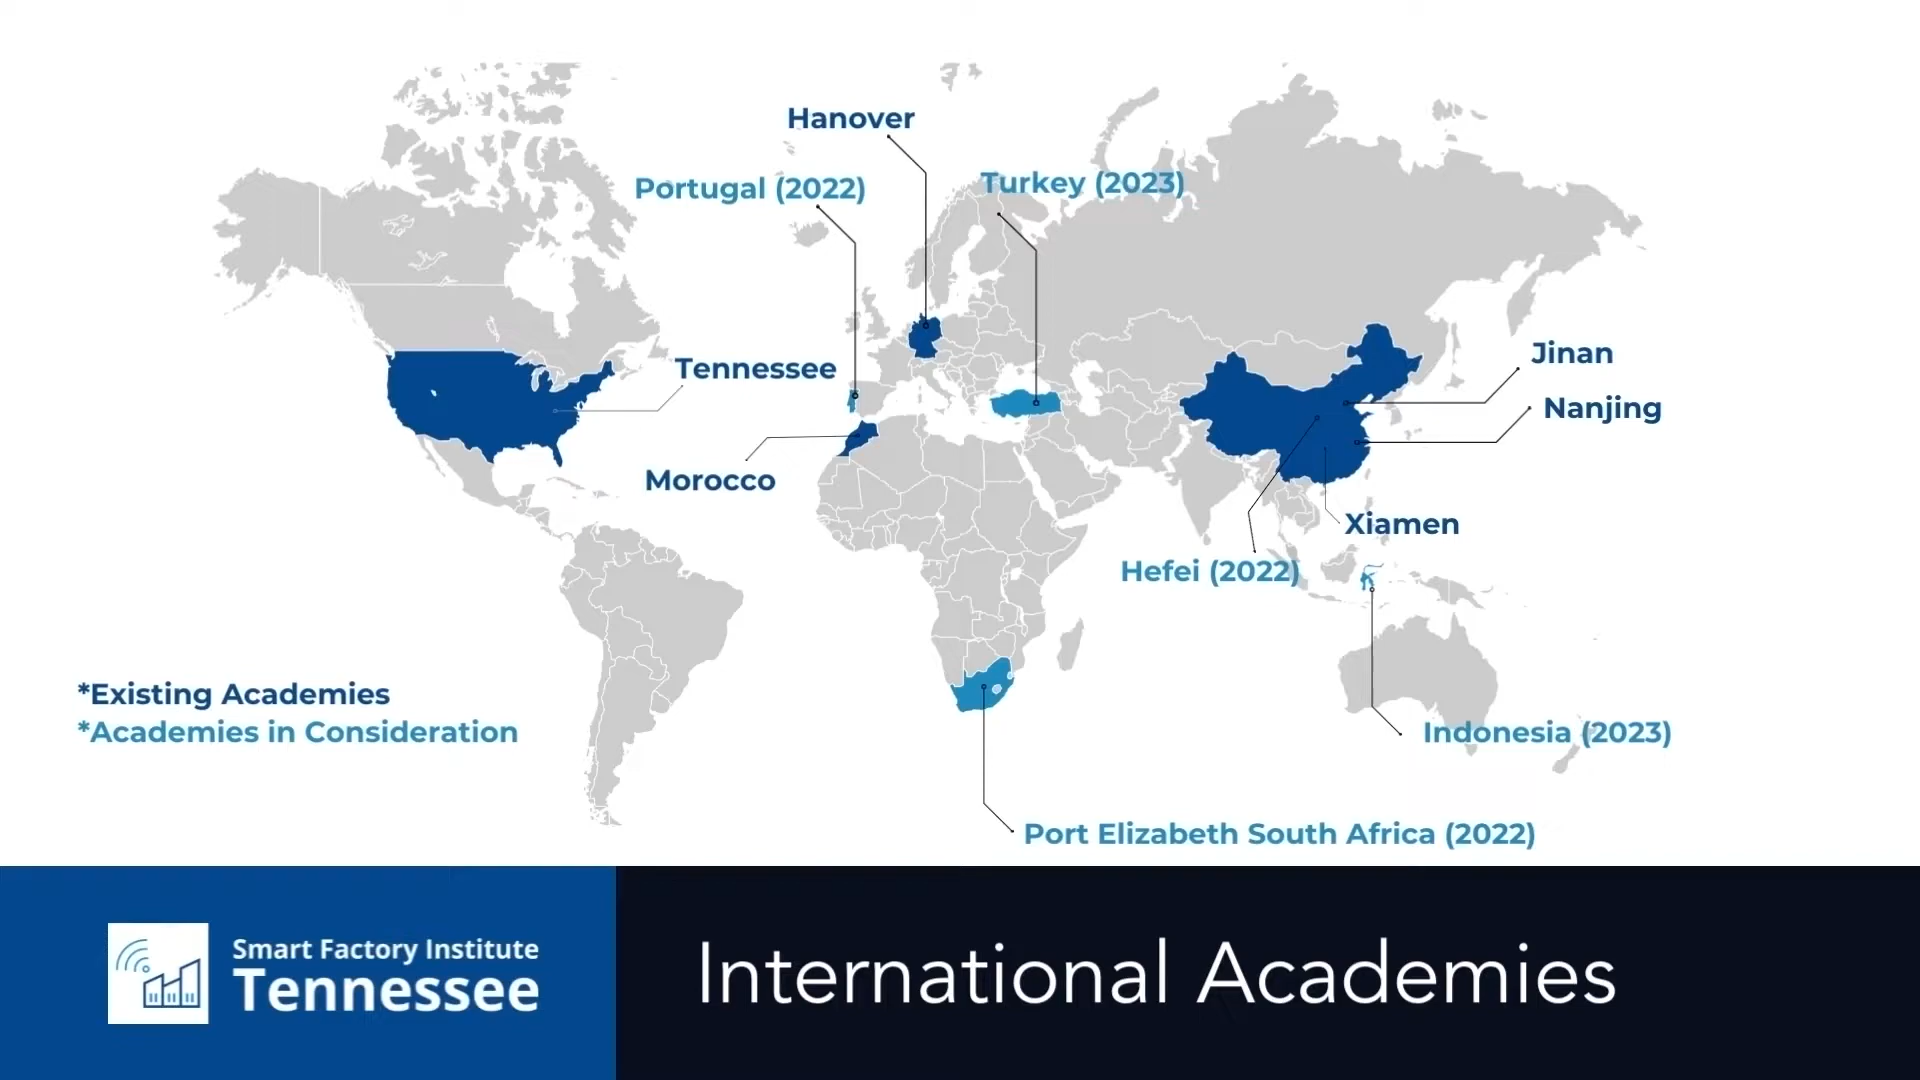 Hanover
Portugal (2022)
Turkey (2023)
Tennessee
Jinan
Nanjing
Morocco
Xiamen
Hefei (2022)
*Existing Academies
*Academies in Consideration
Indonesia (2023)
Port Elizabeth South Africa (2022)
Smart Factory Institute
Tennessee
International Academies